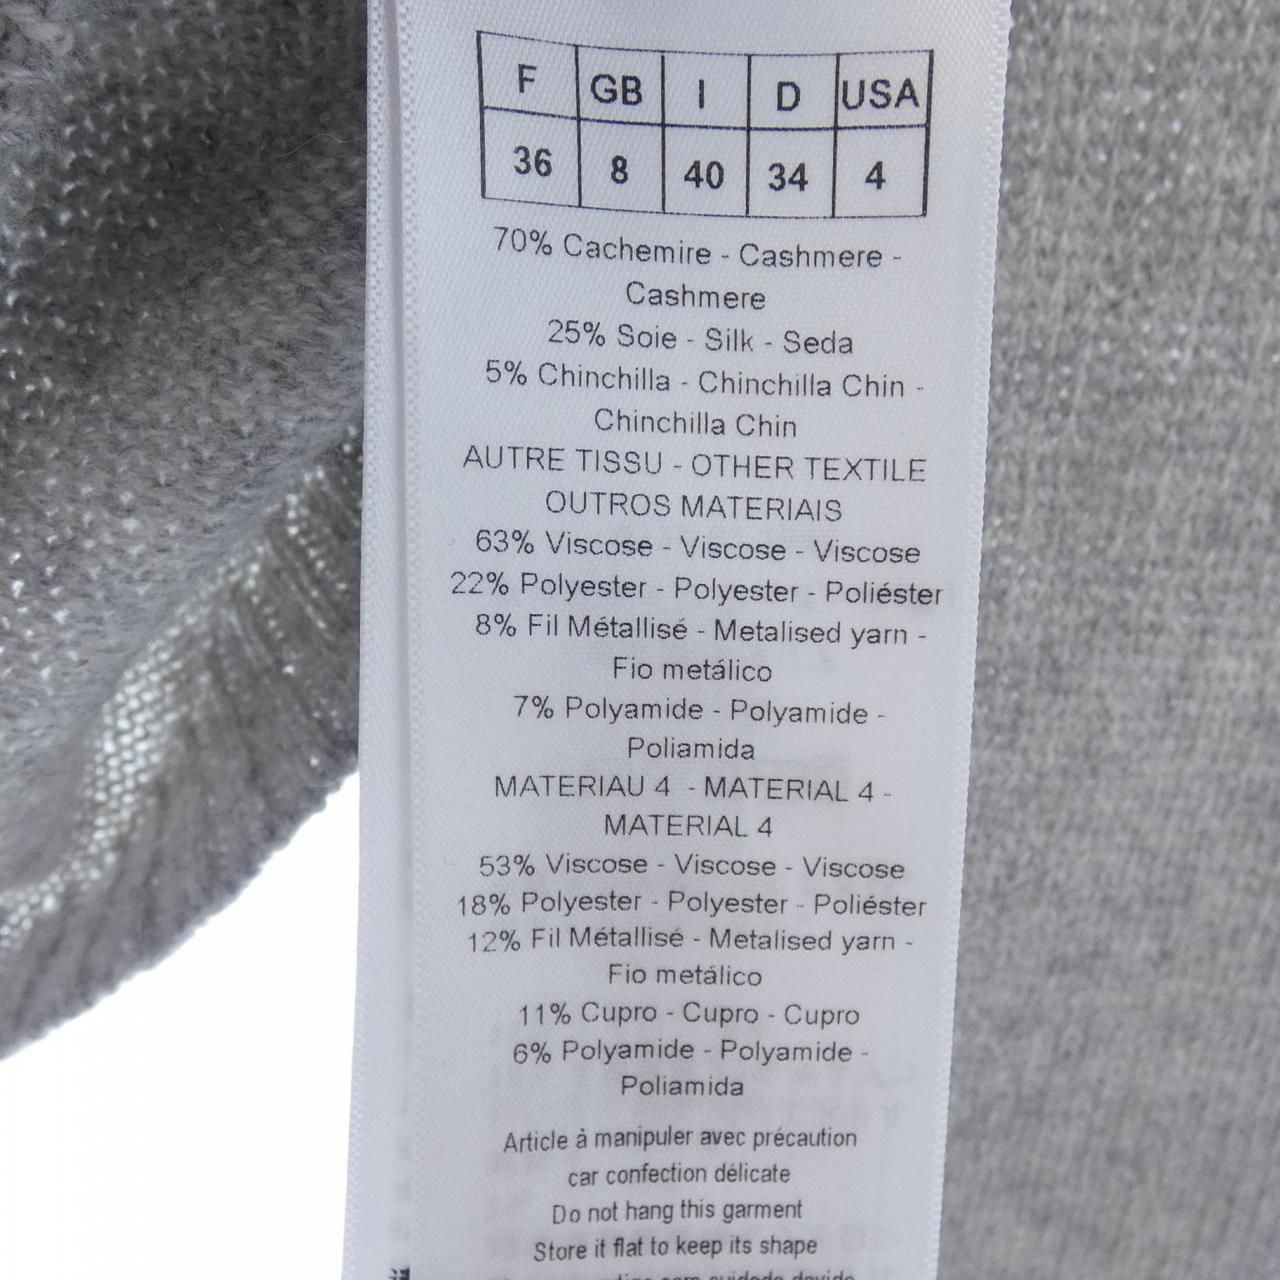 F GB I D USA
36 8 40 34 4
70% Cachemire - Cashmere -
Cashmere
25% Soie - Silk - Seda
5% Chinchilla - Chinchilla Chin -
Chinchilla Chin
AUTRE TISSU - OTHER TEXTILE
OUTROS MATERIAIS
63% Viscose - Viscose - Viscose
22% Polyester - Polyester - Poliéster
8% Fil Métallisé - Metalised yarn -
Fio metálico
7% Polyamide - Polyamide -
Poliamida
MATERIAU 4 - MATERIAL 4 -
MATERIAL 4
53% Viscose - Viscose - Viscose
18% Polyester - Polyester - Poliéster
12% Fil Métallisé - Metalised yarn -
Fio metálico
11% Cupro - Cupro - Cupro
6% Polyamide - Polyamide -
Poliamida
Article à manipuler avec précaution
car confection délicate
Do not hang this garment
Store it flat to keep its shape
com cuidado devido